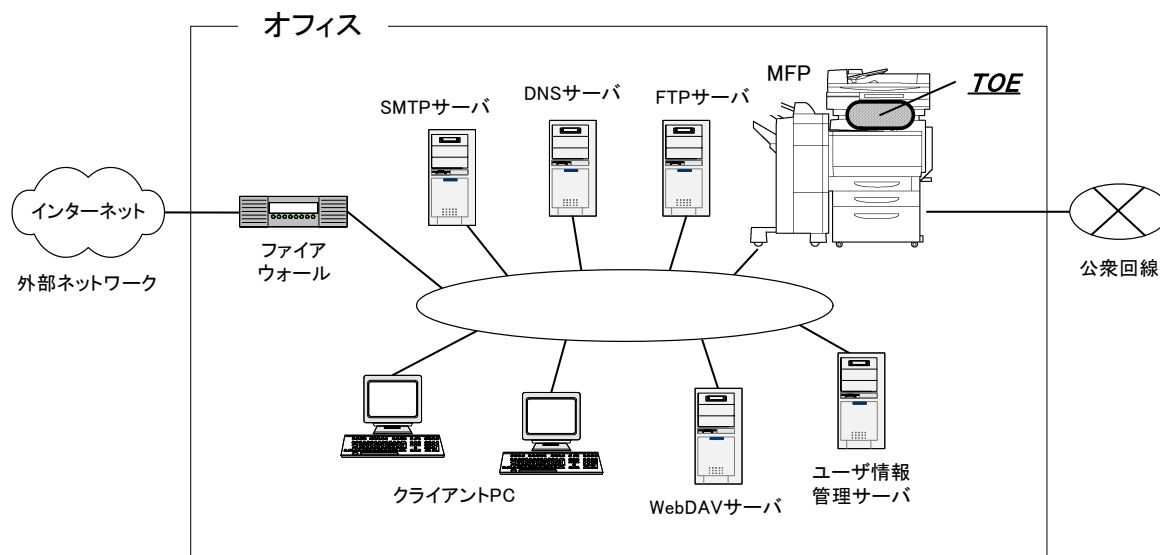 オフィス
MFP
TOE
SMTPサーバ
DNSサーバ
FTPサーバ
インターネット
外部ネットワーク
ファイア
ウォール
公衆回線
クライアントPC
WebDAVサーバ
ユーザ情報
管理サーバ